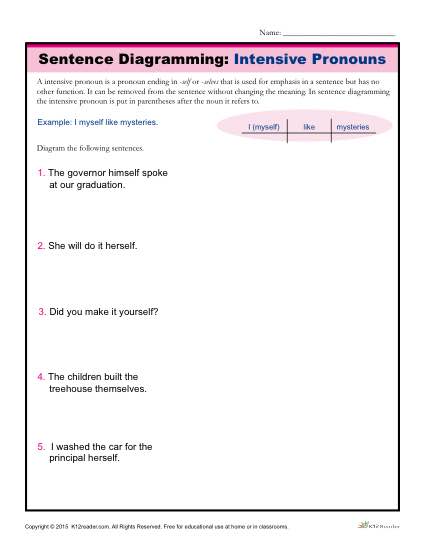 Name: ____________________________
Sentence Diagramming: Intensive Pronouns
A intensive pronoun is a pronoun ending in -self or -selves that is used for emphasis in a sentence but has no
other function. It can be removed from the sentence without changing the meaning. In sentence diagramming
the intensive pronoun is put in parentheses after the noun it refers to.
Example: I myself like mysteries.
I (myself) like mysteries
Diagram the following sentences.
1. The governor himself spoke
at our graduation.
2. She will do it herself.
3. Did you make it yourself?
4. The children built the
treehouse themselves.
5. I washed the car for the
principal herself.
Copyright © 2015 K12reader.com. All Rights Reserved. Free for educational use at home or in classrooms.
K12Reader